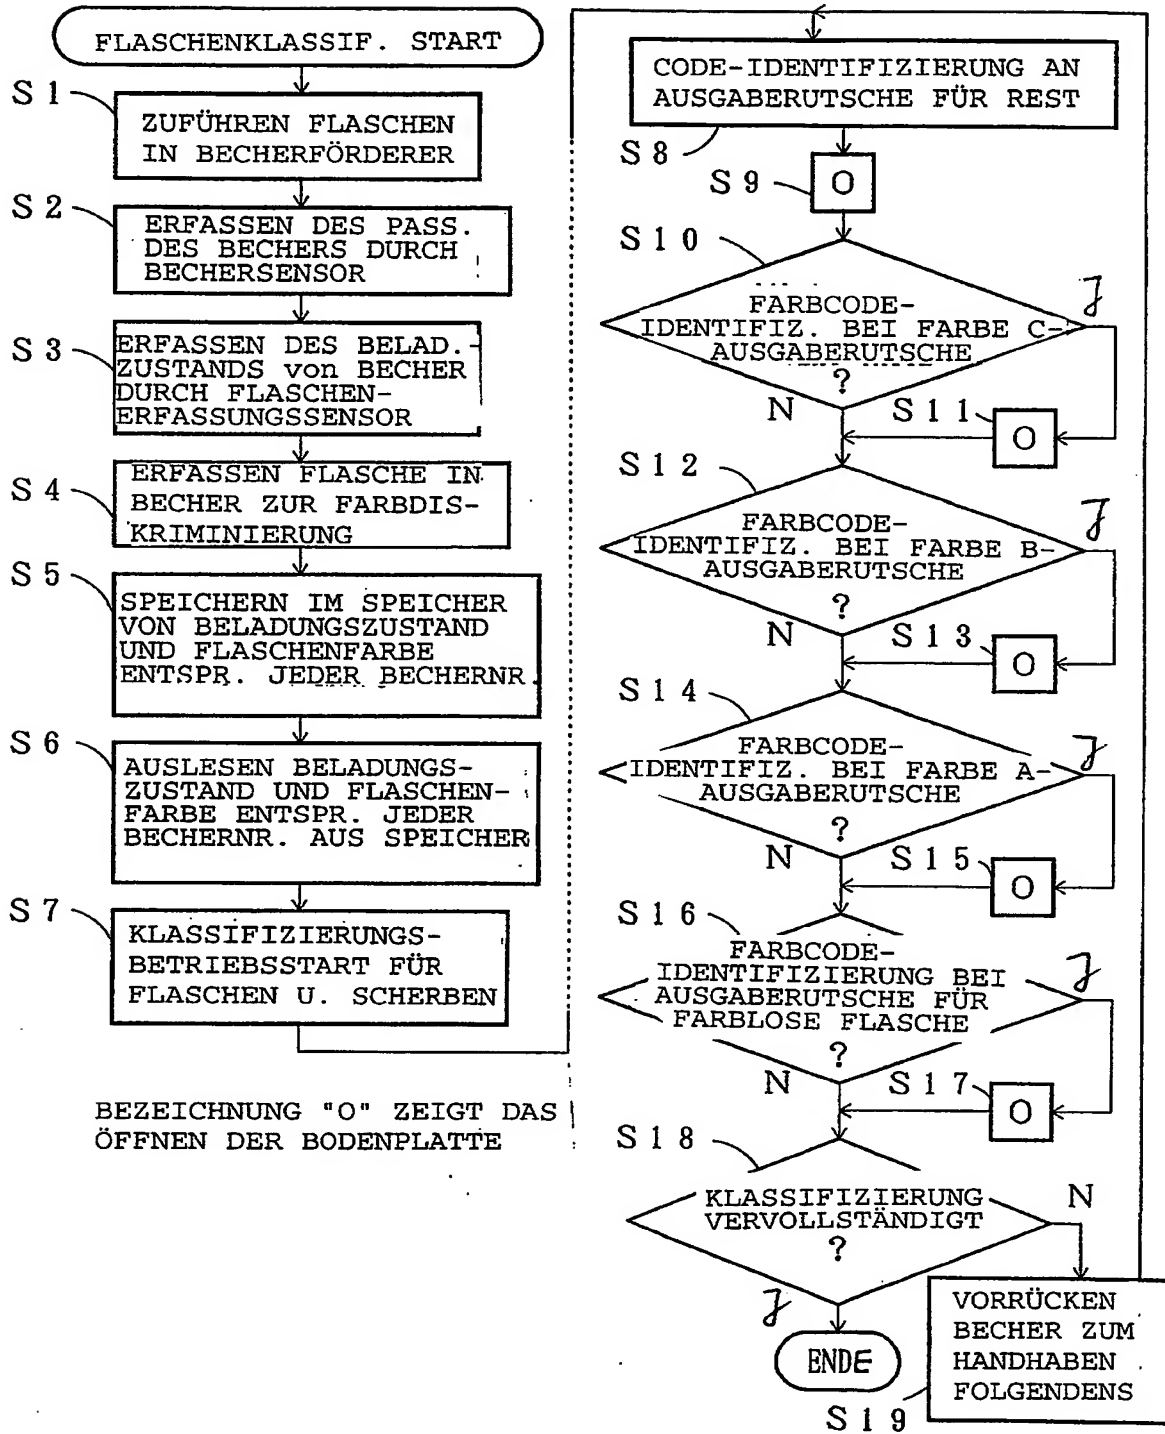 FLASCHENKLASSIF. START
S 1
ZUFÜHREN FLASCHEN
IN BECHERFÖRDERER
S 2
ERFASSEN DES PASS.
DES BECHERS DURCH
BECHERSENSOR
S 3
ERFASSEN DES BELAD.-
ZUSTANDS von BECHER
DURCH FLASCHEN-
ERFASSUNGSSENSOR
S 4
ERFASSEN FLASCHE IN
BECHER ZUR FARBDIS-
KRIMINIERUNG
S 5
SPEICHERN IM SPEICHER
VON BELADUNGSZUSTAND
UND FLASCHENFARBE
ENTSPR. JEDER BECHERNR.
S 6
AUSLESEN BELADUNGS-
ZUSTAND UND FLASCHEN-
FARBE ENTSPR. JEDER
BECHERNR. AUS SPEICHER
S 7
KLASSIFIZIERUNGS-
BETRIEBSSTART FÜR
FLASCHEN U. SCHERBEN
BEZEICHNUNG "O" ZEIGT DAS
ÖFFNEN DER BODENPLATTE
CODE-IDENTIFIZIERUNG AN
AUSGABERUTSCHE FÜR REST
S 8
S 9
O
S 1 0
FARBCODE-
IDENTIFIZ. BEI FARBE C-
AUSGABERUTSCHE
?
J
N
S 1 1
O
S 1 2
FARBCODE-
IDENTIFIZ. BEI FARBE B-
AUSGABERUTSCHE
?
J
N
S 1 3
O
S 1 4
FARBCODE-
IDENTIFIZ. BEI FARBE A-
AUSGABERUTSCHE
?
J
N
S 1 5
O
S 1 6
FARBCODE-
IDENTIFIZIERUNG BEI
AUSGABERUTSCHE FÜR
FARBLOSE FLASCHE
?
J
N
S 1 7
O
S 1 8
KLASSIFIZIERUNG
VERVOLLSTÄNDIGT
?
N
J
ENDE
VORRÜCKEN
BECHER ZUM
HANDHABEN
FOLGENDENS
S 1 9